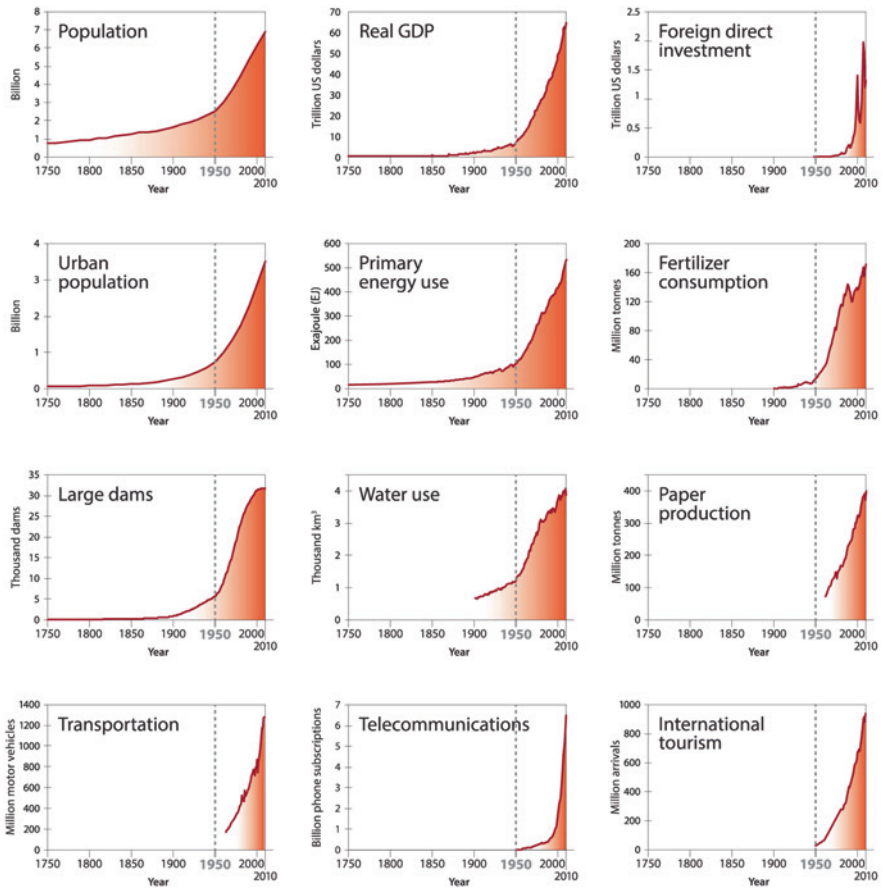 Population
Billion
8
7
6
5
4
3
2
1
0
1750 1800 1850 1900 1950 2000
2010
Year
Real GDP
Trillion US dollars
70
60
50
40
30
20
10
0
1750 1800 1850 1900 1950 2000
2010
Year
Foreign direct
investment
Trillion US dollars
2.5
2
1.5
1
0.5
0
1750 1800 1850 1900 1950 2000
2010
Year
Urban
population
Billion
4
3
2
1
0
1750 1800 1850 1900 1950 2000
2010
Year
Primary
energy use
Exajoule (EJ)
600
500
400
300
200
100
0
1750 1800 1850 1900 1950 2000
2010
Year
Fertilizer
consumption
Million tonnes
200
160
120
80
40
0
1750 1800 1850 1900 1950 2000
2010
Year
Large dams
Thousand dams
35
30
25
20
15
10
5
0
1750 1800 1850 1900 1950 2000
2010
Year
Water use
Thousand km³
4
3
2
1
0
1750 1800 1850 1900 1950 2000
2010
Year
Paper
production
Million tonnes
400
300
200
100
0
1750 1800 1850 1900 1950 2000
2010
Year
Transportation
Million motor vehicles
1400
1200
1000
800
600
400
200
0
1750 1800 1850 1900 1950 2000
2010
Year
Telecommunications
Billion phone subscriptions
7
6
5
4
3
2
1
0
1750 1800 1850 1900 1950 2000
2010
Year
International
tourism
Million arrivals
1000
800
600
400
200
0
1750 1800 1850 1900 1950 2000
2010
Year